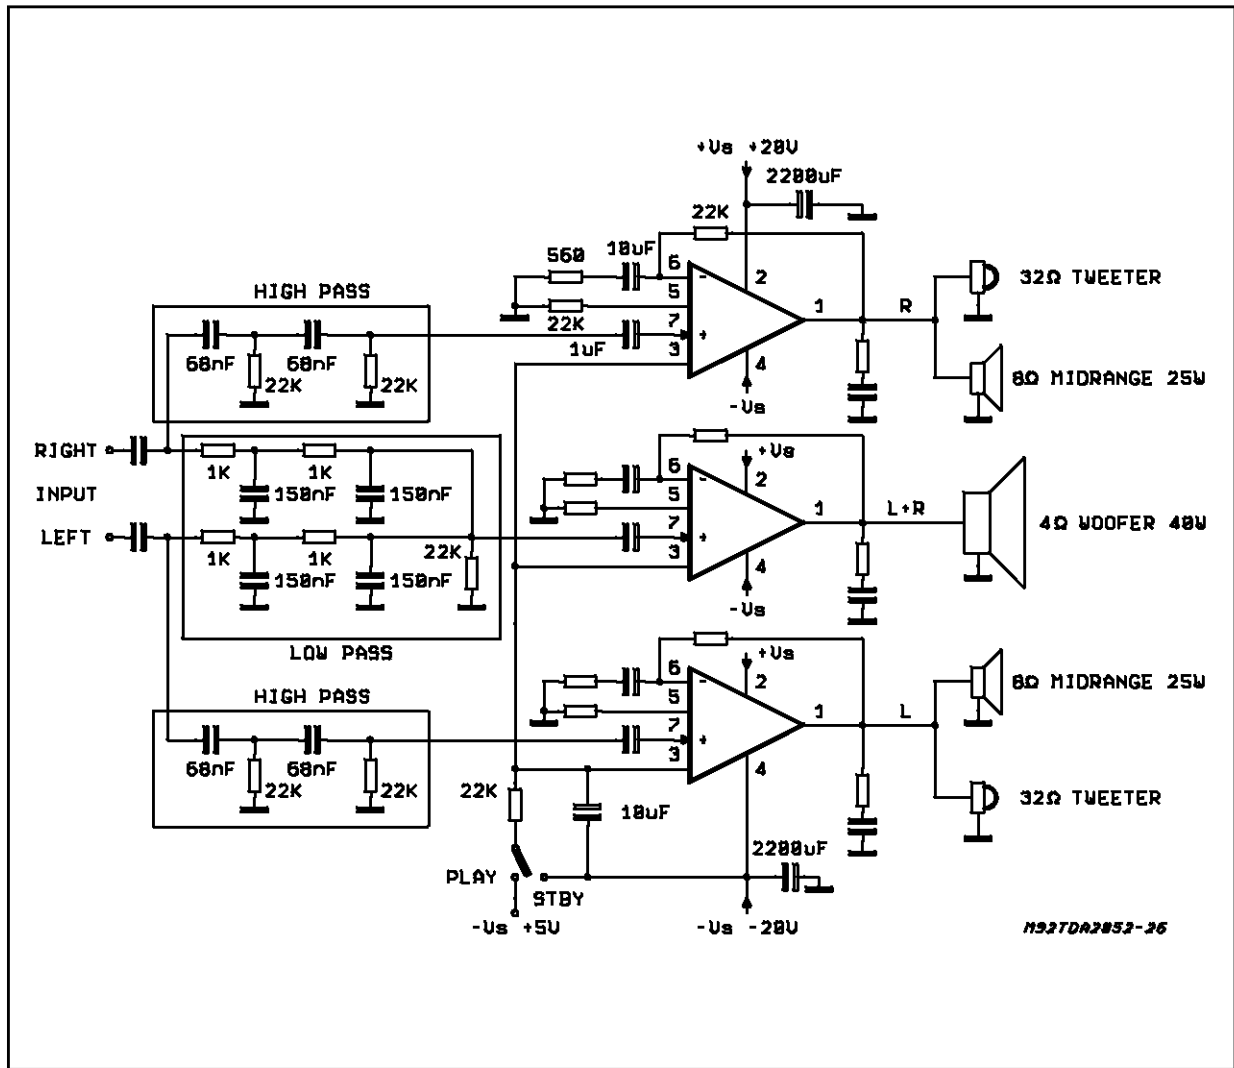 +Vs +20V
2200uF
22K
10uF
560
6
-
2
32Ω TWEETER
HIGH PASS
5
1
R
22K
7
+
1uF
3
68nF
68nF
22K
22K
4
8Ω MIDRANGE 25W
-Vs
RIGHT
1K
1K
+Vs
6
-
2
INPUT
150nF
150nF
5
1
L+R
LEFT
7
+
4Ω WOOFER 40W
1K
1K
22K
3
150nF
150nF
4
-Vs
LOW PASS
+Vs
6
-
2
8Ω MIDRANGE 25W
HIGH PASS
5
1
L
7
+
3
68nF
68nF
4
22K
22K
22K
10uF
32Ω TWEETER
2200uF
PLAY
STBY
-Vs +5V
-Vs -20V
M92TDA2052-26